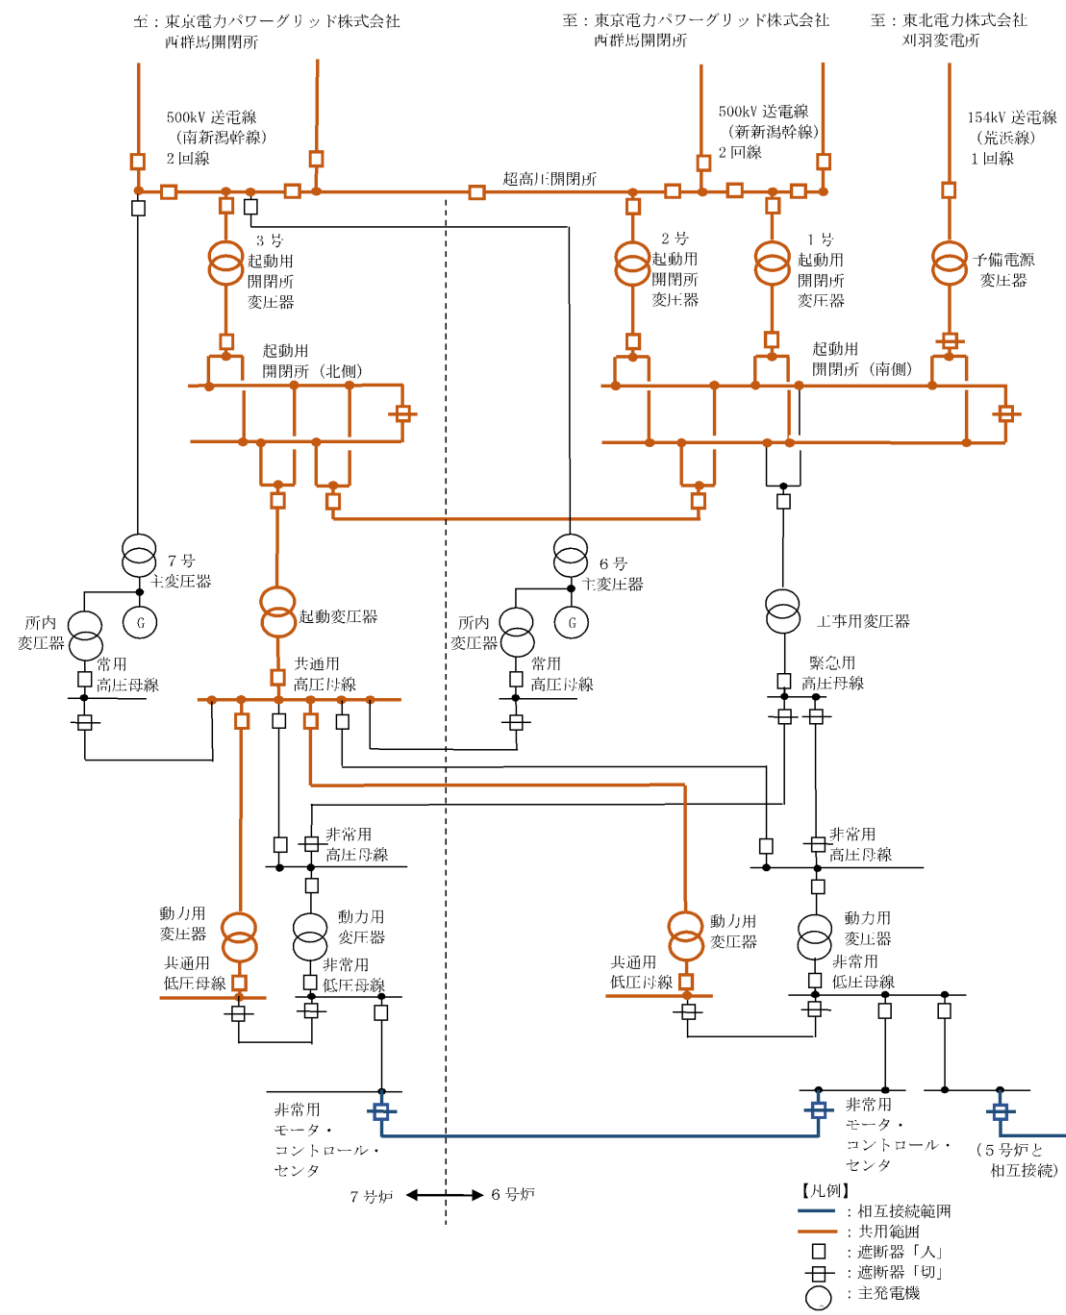 至：東京電力パワーグリッド株式会社
西群馬開閉所
至：東京電力パワーグリッド株式会社
西群馬開閉所
至：東北電力株式会社
刈羽変電所
500kV 送電線
（南新潟幹線）
2回線
500kV 送電線
（新新潟幹線）
2回線
154kV 送電線
（荒浜線）
1回線
超高圧開閉所
3号
起動用
開閉所
変圧器
2号
起動用
開閉所
変圧器
1号
起動用
開閉所
変圧器
予備電源
変圧器
起動用
開閉所（北側）
起動用
開閉所（南側）
7号
主変圧器
6号
主変圧器
所内
変圧器
G
起動変圧器
所内
変圧器
G
工事用変圧器
常用
高圧母線
共通用
高圧母線
常用
高圧母線
緊急用
高圧母線
非常用
高圧母線
非常用
高圧母線
動力用
変圧器
動力用
変圧器
動力用
変圧器
動力用
変圧器
共通用
低圧母線
非常用
低圧母線
共通用
低圧母線
非常用
低圧母線
非常用
モータ・
コントロール・
センタ
非常用
モータ・
コントロール・
センタ
（5号炉と
相互接続）
7号炉
6号炉
【凡例】
：相互接続範囲
：共用範囲
：遮断器「入」
：遮断器「切」
：主発電機